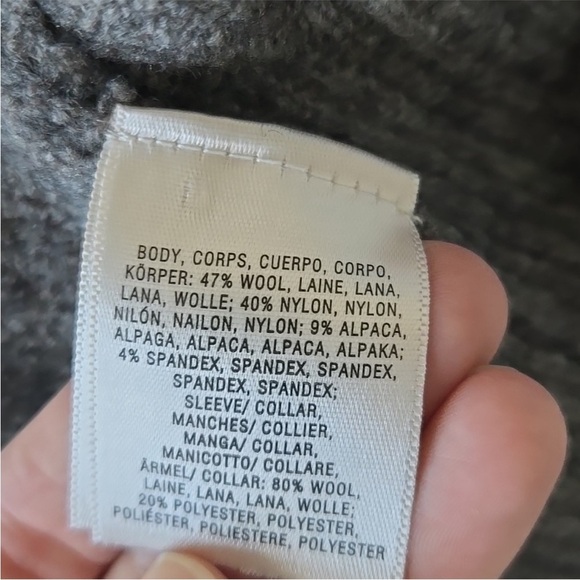 BODY, CORPS, CUERPO, CORPO,
KÖRPER: 47% WOOL, LAINE, LANA,
LANA, WOLLE; 40% NYLON, NYLON,
NILÓN, NAILON, NYLON; 9% ALPACA,
ALPAGA, ALPACA, ALPACA, ALPAKA;
4% SPANDEX, SPANDEX, SPANDEX,
SPANDEX, SPANDEX;
SLEEVE/ COLLAR,
MANCHES/ COLLIER,
MANGA/ COLLAR,
MANICOTTO/ COLLARE,
ÄRMEL/ COLLAR: 80% WOOL,
LAINE, LANA, LANA, WOLLE;
20% POLYESTER, POLYESTER,
POLIÉSTER, POLIESTERE, POLYESTER